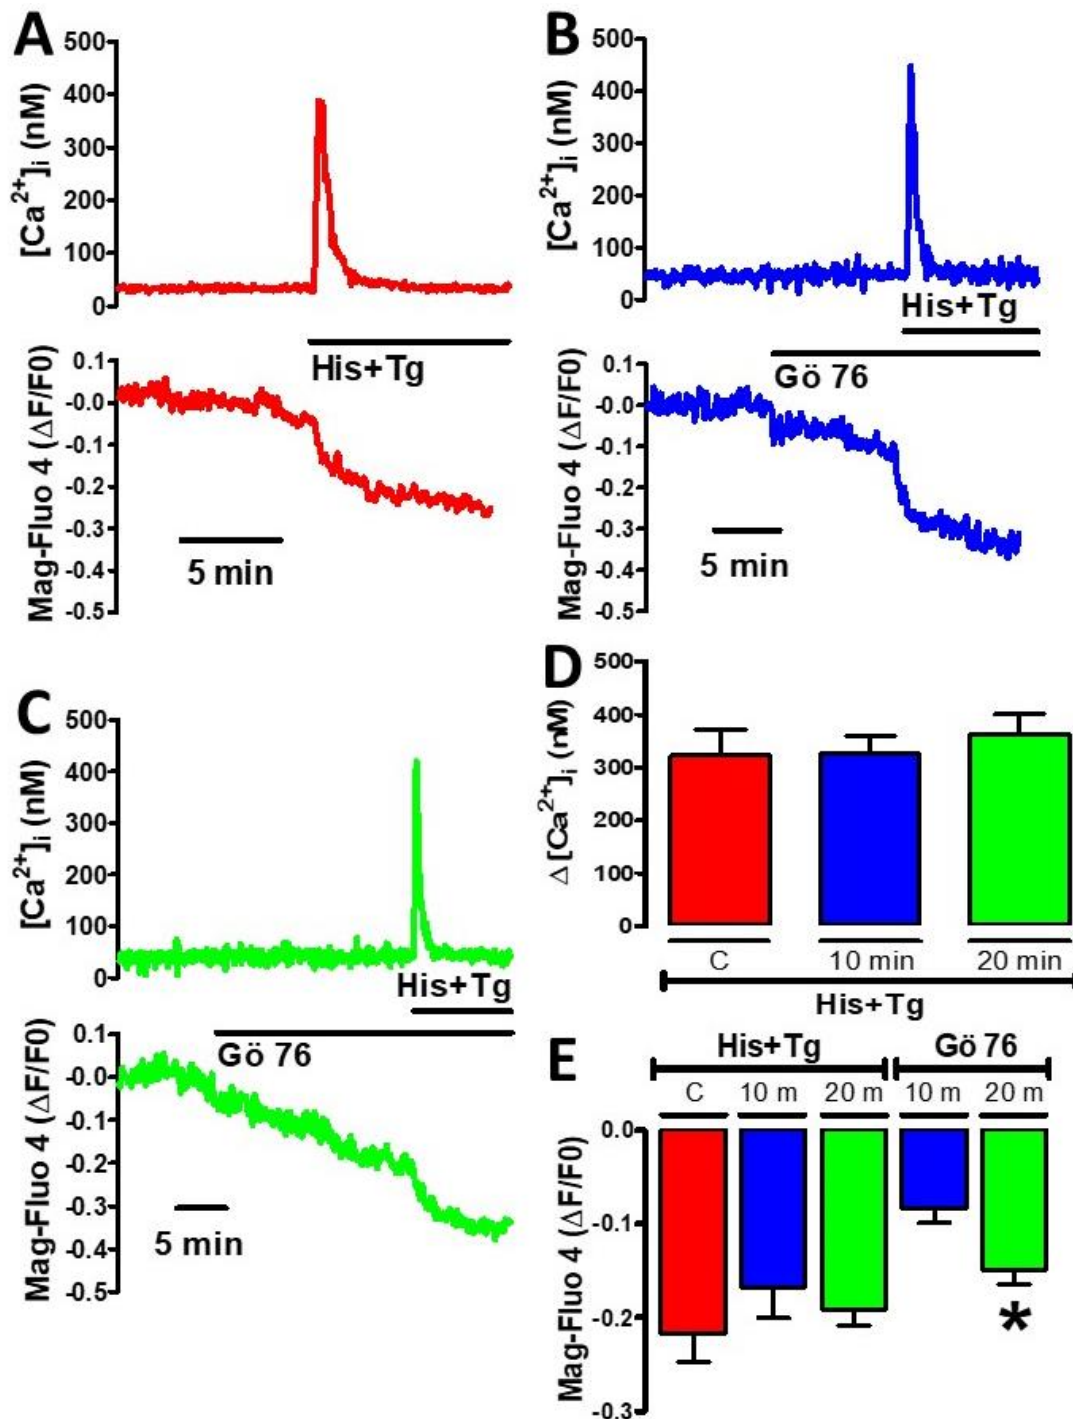 A
[Ca2+]i (nM)
500
400
300
200
100
0
His+Tg
Mag-Fluo 4 (ΔF/F0)
0.1
-0.0
-0.1
-0.2
-0.3
-0.4
-0.5
5 min
B
[Ca2+]i (nM)
500
400
300
200
100
0
His+Tg
Gö 76
Mag-Fluo 4 (ΔF/F0)
0.1
-0.0
-0.1
-0.2
-0.3
-0.4
-0.5
5 min
C
[Ca2+]i (nM)
500
400
300
200
100
0
His+Tg
Gö 76
Mag-Fluo 4 (ΔF/F0)
0.1
-0.0
-0.1
-0.2
-0.3
-0.4
-0.5
5 min
D
Δ[Ca2+]i (nM)
500
400
300
200
100
0
C 10 min 20 min
His+Tg
E
His+Tg Gö 76
C 10 m 20 m 10 m 20 m
Mag-Fluo 4 (ΔF/F0)
0.0
-0.1
-0.2
-0.3
*